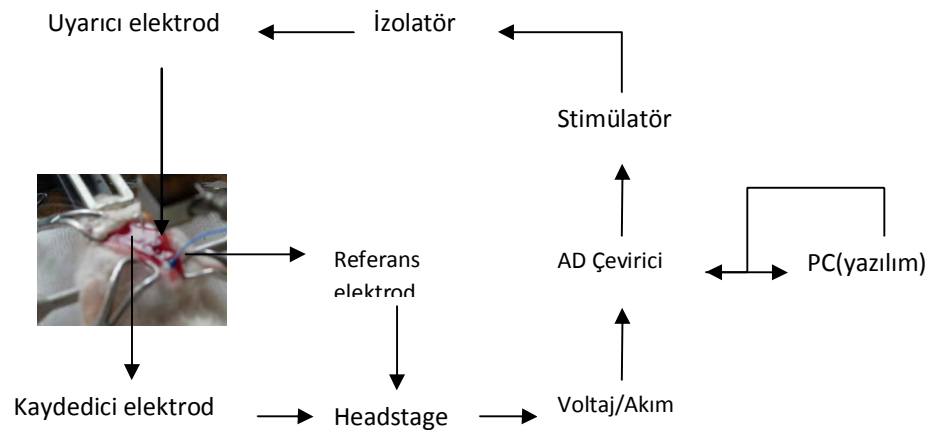 Uyarıcı elektrod
İzolatör
Stimülatör
Referans
elektrod
AD Çevirici
PC(yazılım)
Kaydedici elektrod
Headstage
Voltaj/Akım